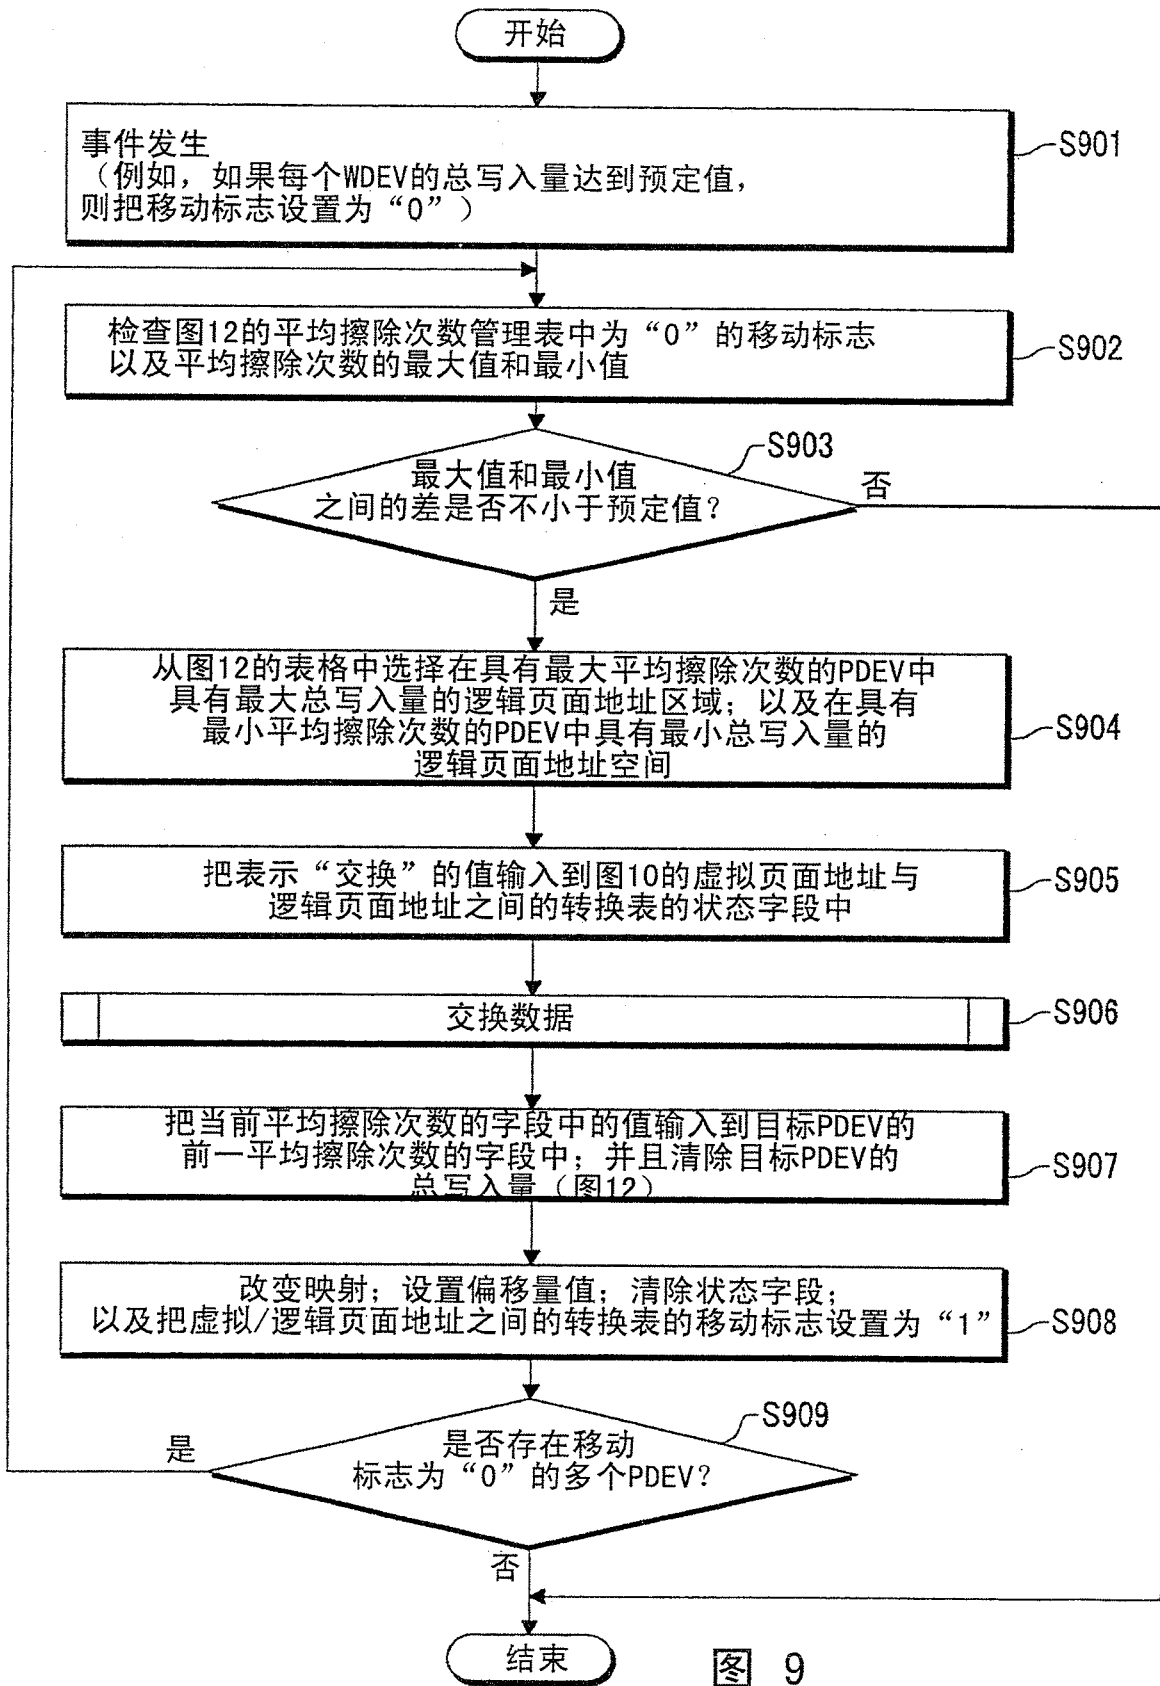 开始
事件发生
（例如，如果每个WDEV的总写入量达到预定值，
则把移动标志设置为“0”）
S901
检查图12的平均擦除次数管理表中为“0”的移动标志
以及平均擦除次数的最大值和最小值
S902
S903
最大值和最小值
之间的差是否不小于预定值？
否
是
从图12的表格中选择在具有最大平均擦除次数的PDEV中
具有最大总写入量的逻辑页面地址区域；以及在具有
最小平均擦除次数的PDEV中具有最小总写入量的
逻辑页面地址空间
S904
把表示“交换”的值输入到图10的虚拟页面地址与
逻辑页面地址之间的转换表的状态字段中
S905
交换数据
S906
把当前平均擦除次数的字段中的值输入到目标PDEV的
前一平均擦除次数的字段中；并且清除目标PDEV的
总写入量（图12）
S907
改变映射；设置偏移量值；清除状态字段；
以及把虚拟/逻辑页面地址之间的转换表的移动标志设置为“1”
S908
S909
是否存在移动
标志为“0”的多个PDEV？
是
否
结束
图 9